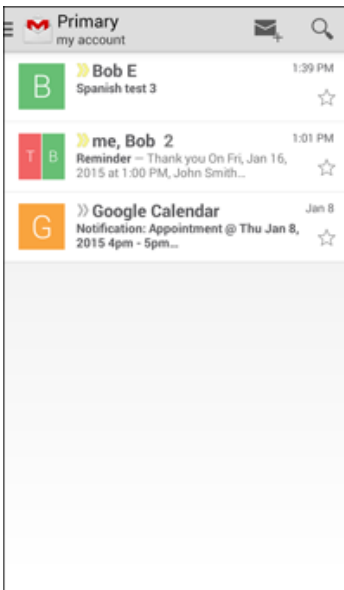 Primary
my account
B
Bob E
1:39 PM
Spanish test 3
T B
me, Bob 2
1:01 PM
Reminder – Thank you On Fri, Jan 16,
2015 at 1:00 PM, John Smith...
G
Google Calendar
Jan 8
Notification: Appointment @ Thu Jan 8,
2015 4pm - 5pm...